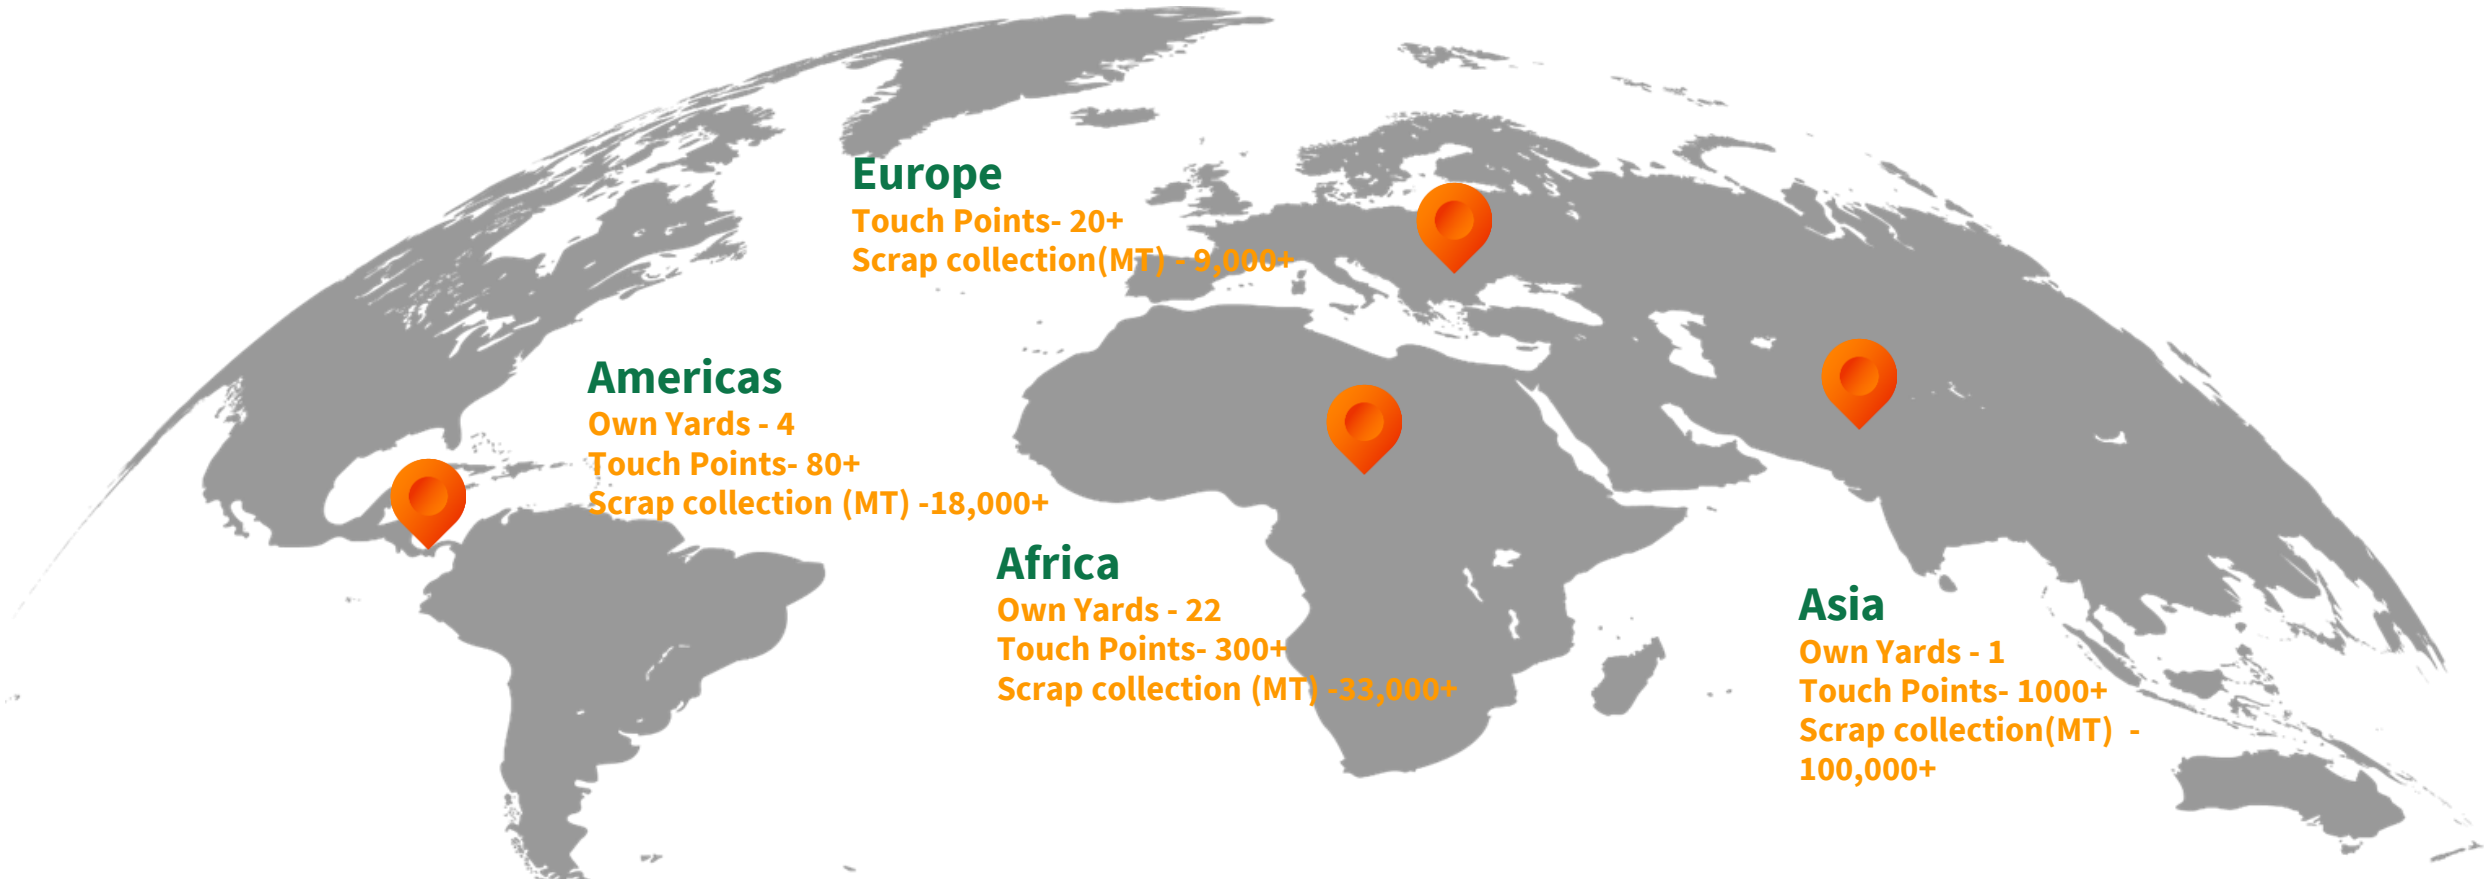 Europe
Touch Points- 20+
Scrap collection(MT) - 9,000+
Americas
Own Yards - 4
Touch Points- 80+
Scrap collection (MT) -18,000+
Africa
Own Yards - 22
Touch Points- 300+
Scrap collection (MT) -33,000+
Asia
Own Yards - 1
Touch Points- 1000+
Scrap collection(MT) -
100,000+